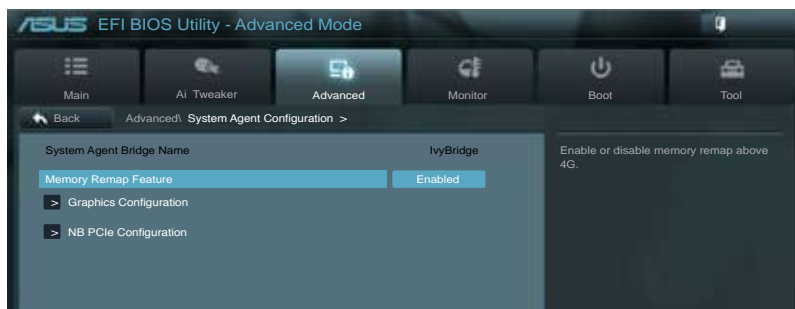 ASUS EFI BIOS Utility - Advanced Mode
Main Ai Tweaker Advanced Monitor Boot Tool
Back Advanced\ System Agent Configuration >
System Agent Bridge Name IvyBridge
Memory Remap Feature Enabled
> Graphics Configuration
> NB PCIe Configuration
Enable or disable memory remap above
4G.